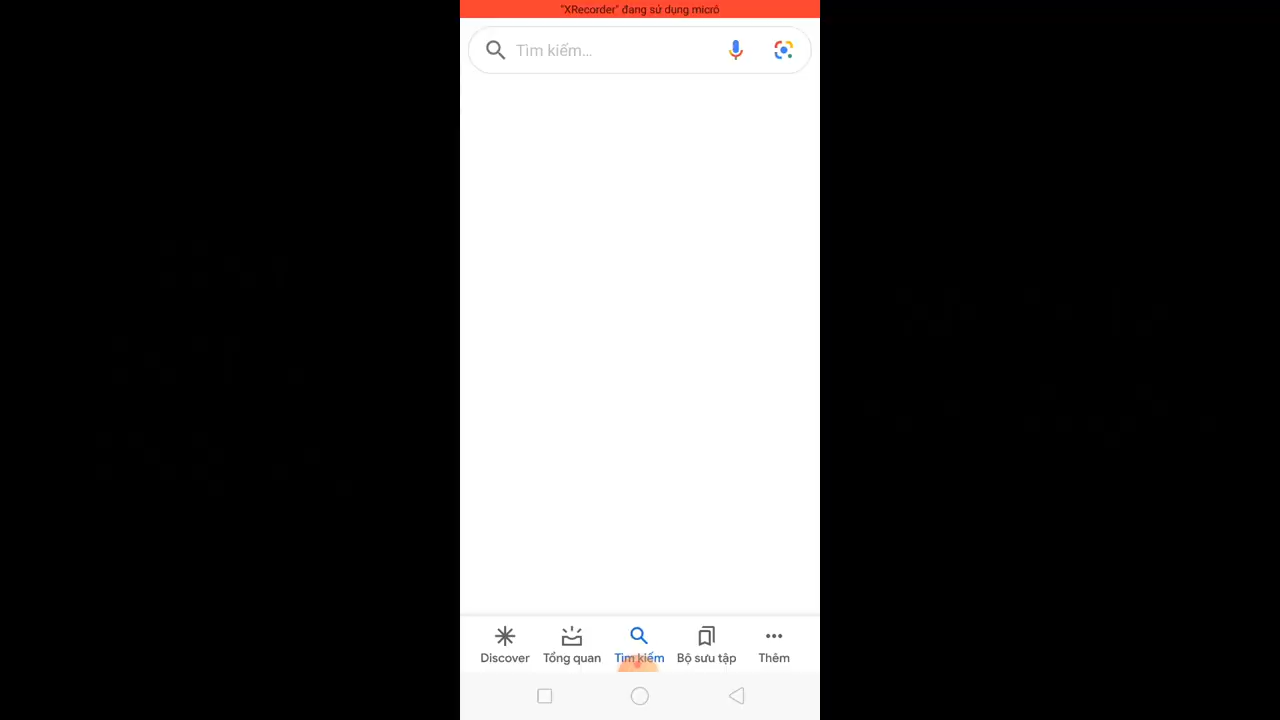 "XRecorder" đang sử dụng micrô
Tìm kiếm...
Discover
Tổng quan
Tìm kiếm
Bộ sưu tập
Thêm